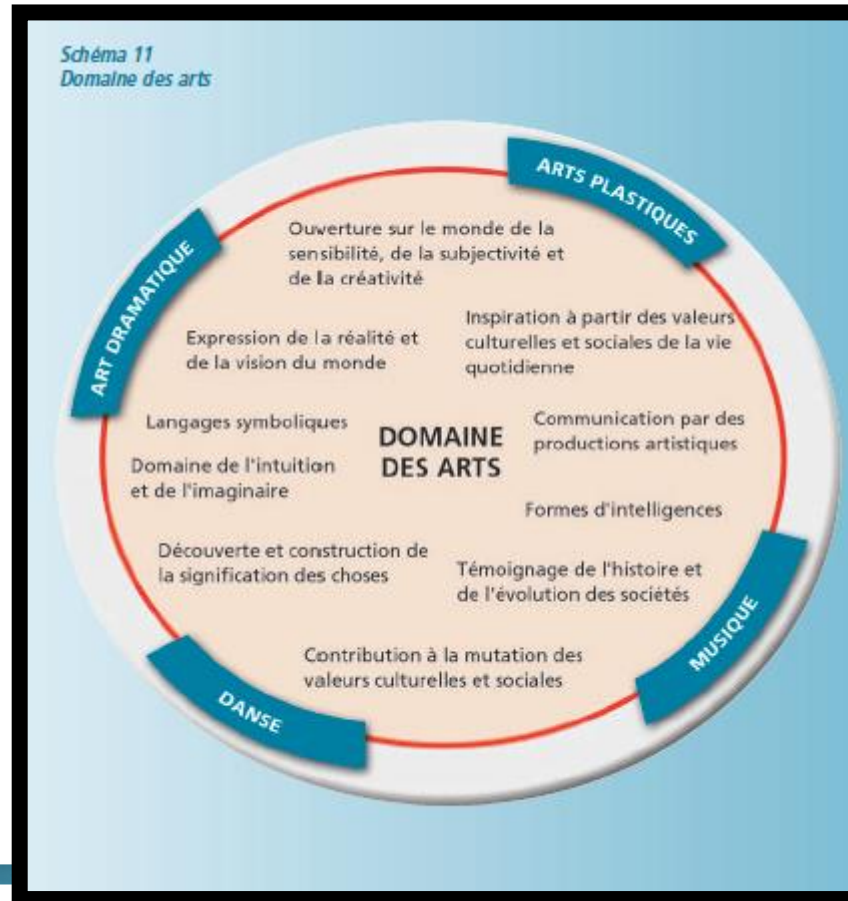 Schéma 11
Domaine des arts
ARTS PLASTIQUES
ART DRAMATIQUE
Ouverture sur le monde de la
sensibilité, de la subjectivité et
de la créativité
Expression de la réalité et
de la vision du monde
Inspiration à partir des valeurs
culturelles et sociales de la vie
quotidienne
Langages symboliques
DOMAINE
DES ARTS
Communication par des
productions artistiques
Domaine de l'intuition
et de l'imaginaire
Formes d'intelligences
Découverte et construction de
la signification des choses
Témoignage de l'histoire et
de l'évolution des sociétés
Contribution à la mutation des
valeurs culturelles et sociales
MUSIQUE
DANSE